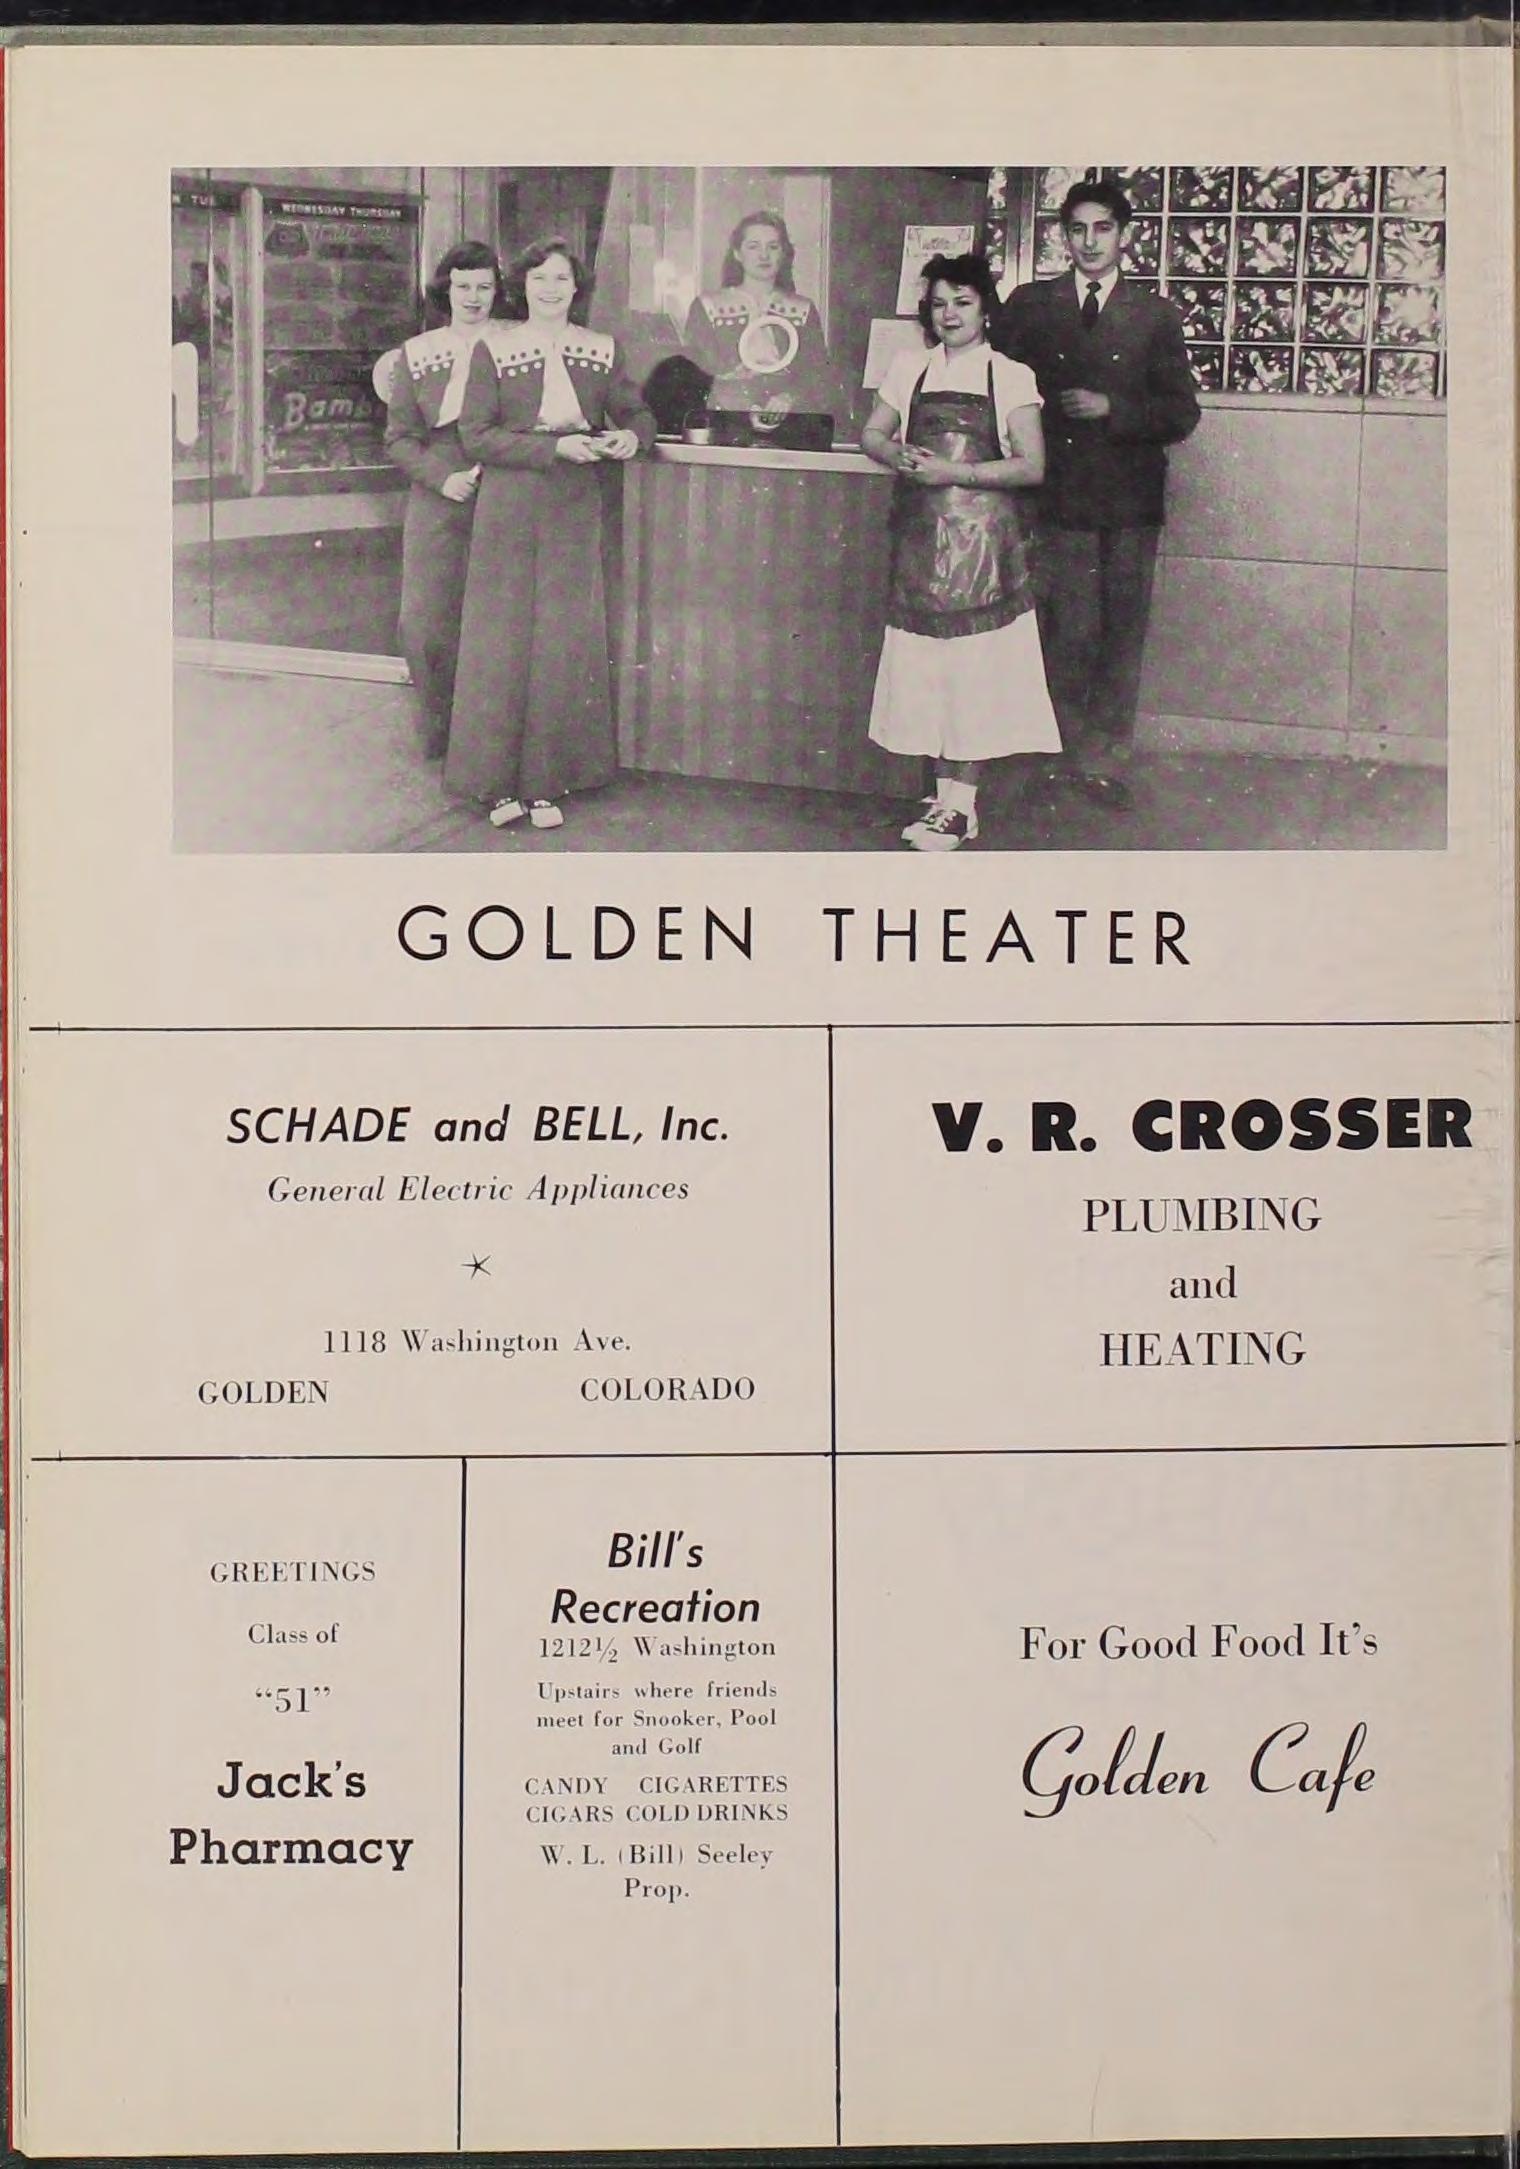 N TUE
WEDNESDAY THURSDAY
Bamb
GOLDEN THEATER
SCHADE and BELL, Inc.
General Electric Appliances
1118 Washington Ave.
GOLDEN COLORADO
V. R. CROSSER
PLUMBING
and
HEATING
GREETINGS
Class of
“51”
Jack's
Pharmacy
Bill's
Recreation
1212½ Washington
Upstairs where friends
meet for Snooker, Pool
and Golf
CANDY CIGARETTES
CIGARS COLD DRINKS
W. L. (Bill) Seeley
Prop.
For Good Food It’s
Golden Cafe